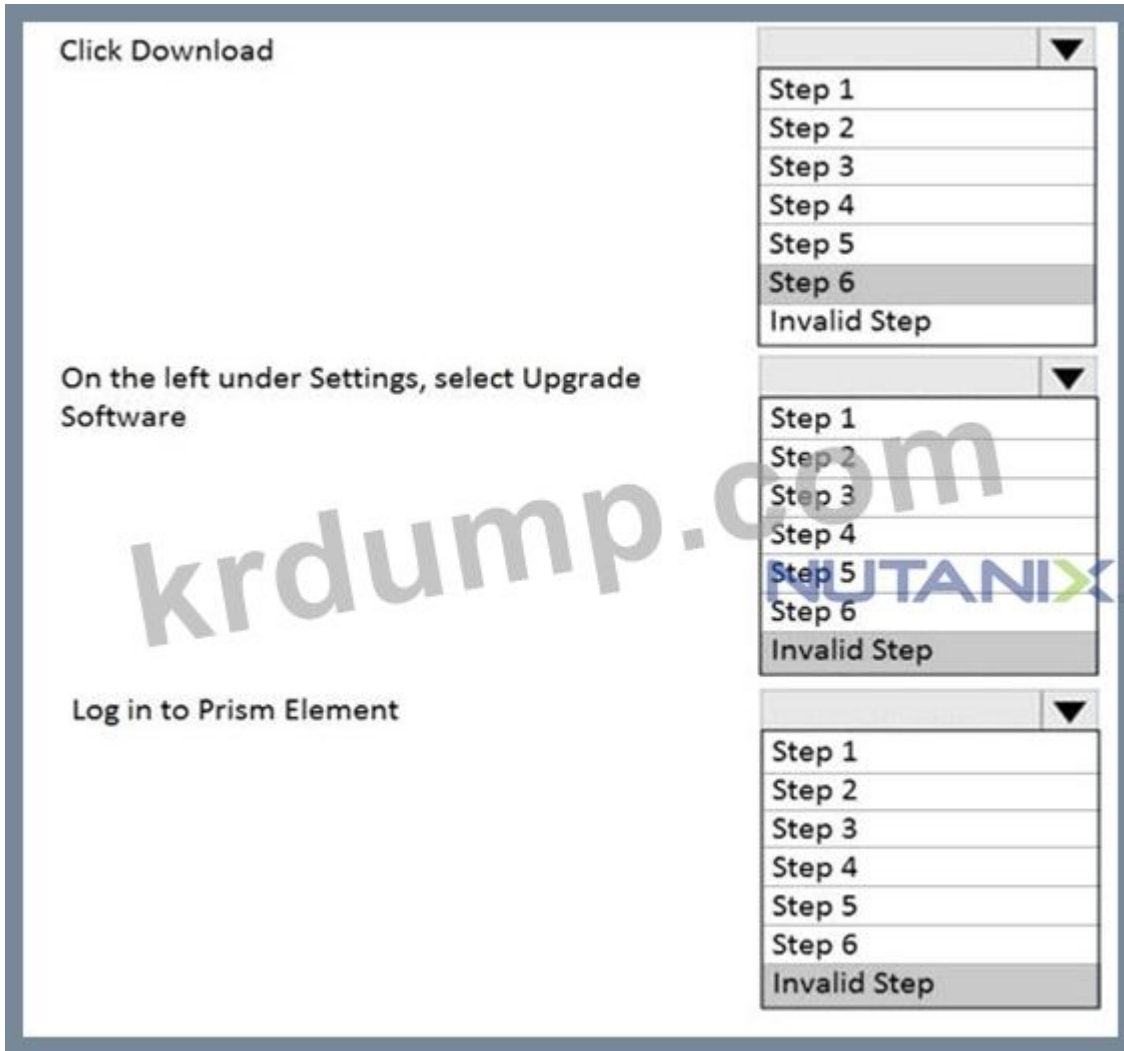 Click Download
Step 1
Step 2
Step 3
Step 4
Step 5
Step 6
Invalid Step
On the left under Settings, select Upgrade
Software
Step 1
Step 2
Step 3
Step 4
Step 5
Step 6
Invalid Step
krdump.com
NUTANIX
Log in to Prism Element
Step 1
Step 2
Step 3
Step 4
Step 5
Step 6
Invalid Step